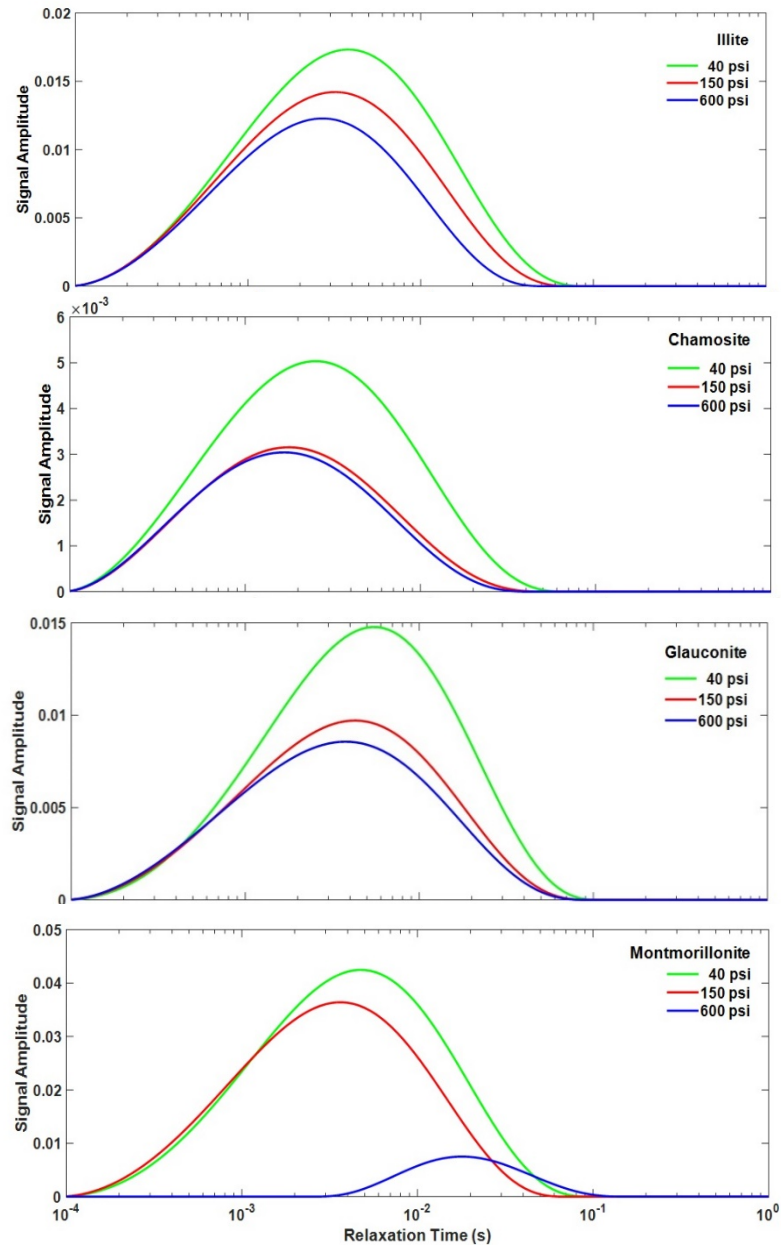 0.02
Illite
40 psi
150 psi
600 psi
0.015
0.01
0.005
0
Signal Amplitude
6 ×10⁻³
Chamosite
40 psi
150 psi
600 psi
5
4
3
2
1
0
Signal Amplitude
0.015
Glauconite
40 psi
150 psi
600 psi
0.01
0.005
0
Signal Amplitude
0.05
Montmorillonite
40 psi
150 psi
600 psi
0.04
0.03
0.02
0.01
0
Signal Amplitude
10⁻⁴ 10⁻³ 10⁻² 10⁻¹ 10⁰
Relaxation Time (s)